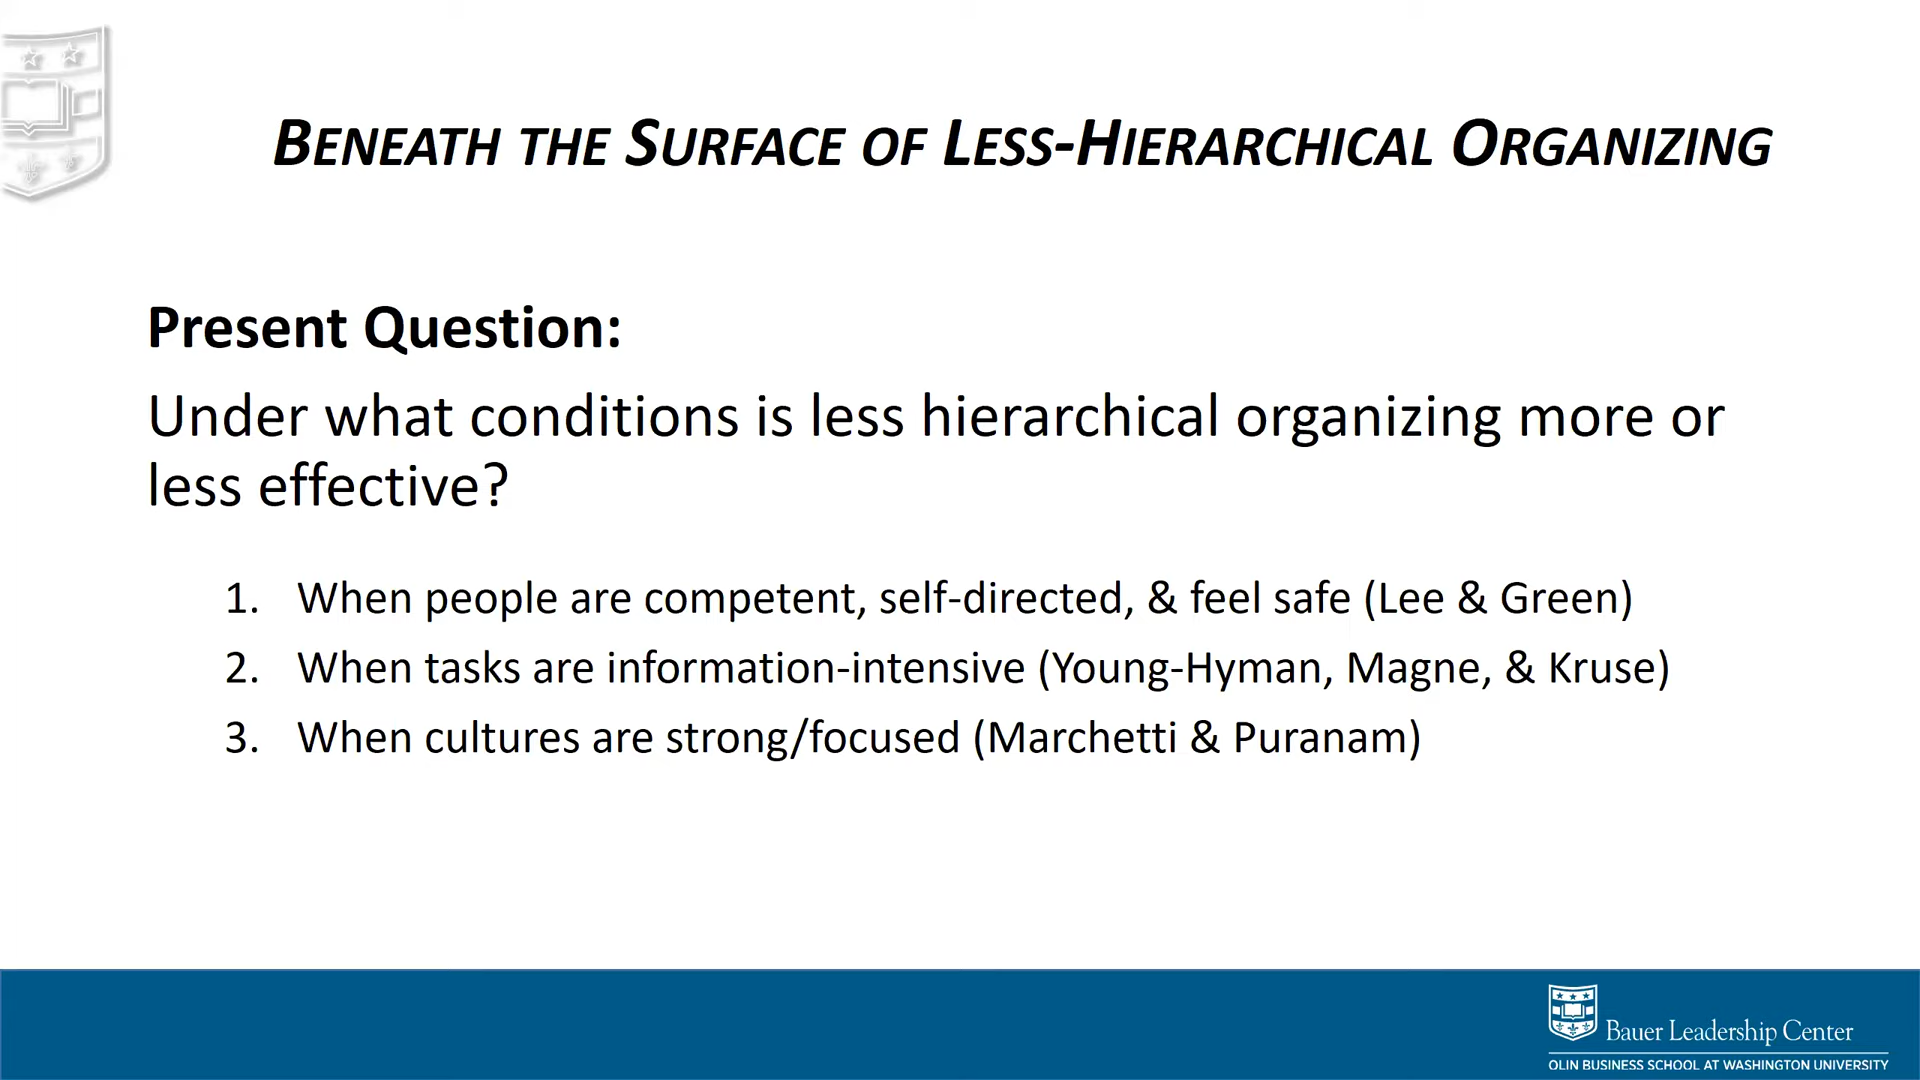 BENEATH THE SURFACE OF LESS-HIERARCHICAL ORGANIZING
Present Question:
Under what conditions is less hierarchical organizing more or
less effective?
1. When people are competent, self-directed, & feel safe (Lee & Green)
2. When tasks are information-intensive (Young-Hyman, Magne, & Kruse)
3. When cultures are strong/focused (Marchetti & Puranam)
Bauer Leadership Center
OLIN BUSINESS SCHOOL AT WASHINGTON UNIVERSITY